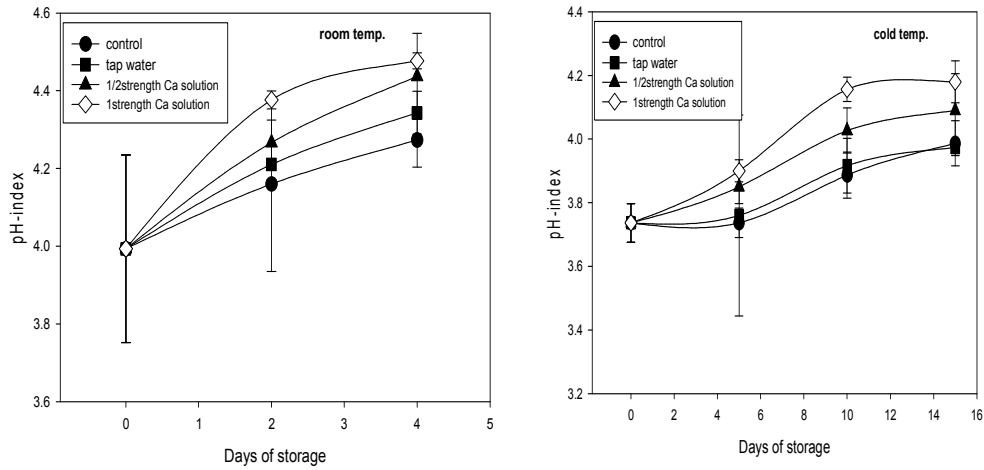 room temp.
control
tap water
1/2strength Ca solution
1strength Ca solution
pH-index
4.6
4.4
4.2
4.0
3.8
3.6
0 1 2 3 4 5
Days of storage
cold temp.
control
tap water
1/2strength Ca solution
1strength Ca solution
pH-index
4.4
4.2
4.0
3.8
3.6
3.4
3.2
0 2 4 6 8 10 12 14 16
Days of storage